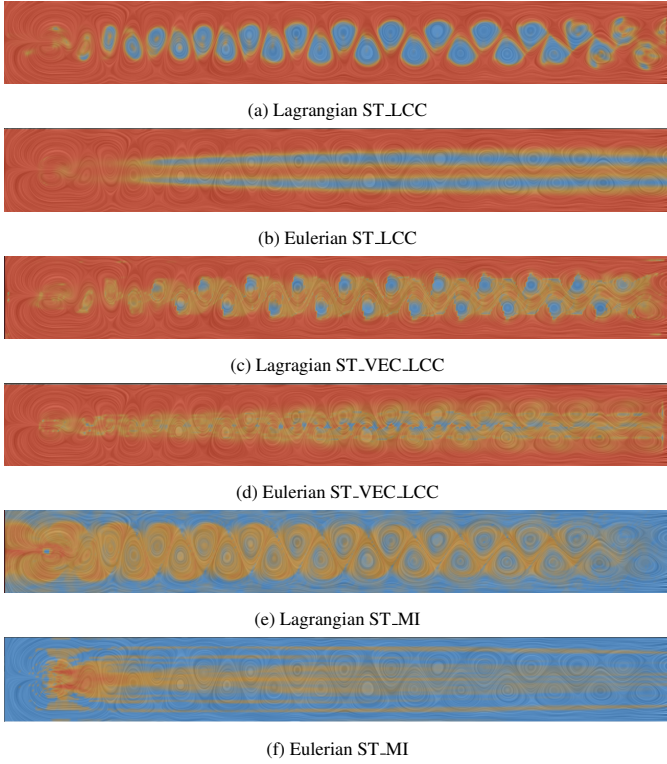 (a) Lagrangian ST_LCC
(b) Eulerian ST_LCC
(c) Lagragian ST_VEC_LCC
(d) Eulerian ST_VEC_LCC
(e) Lagrangian ST_MI
(f) Eulerian ST_MI